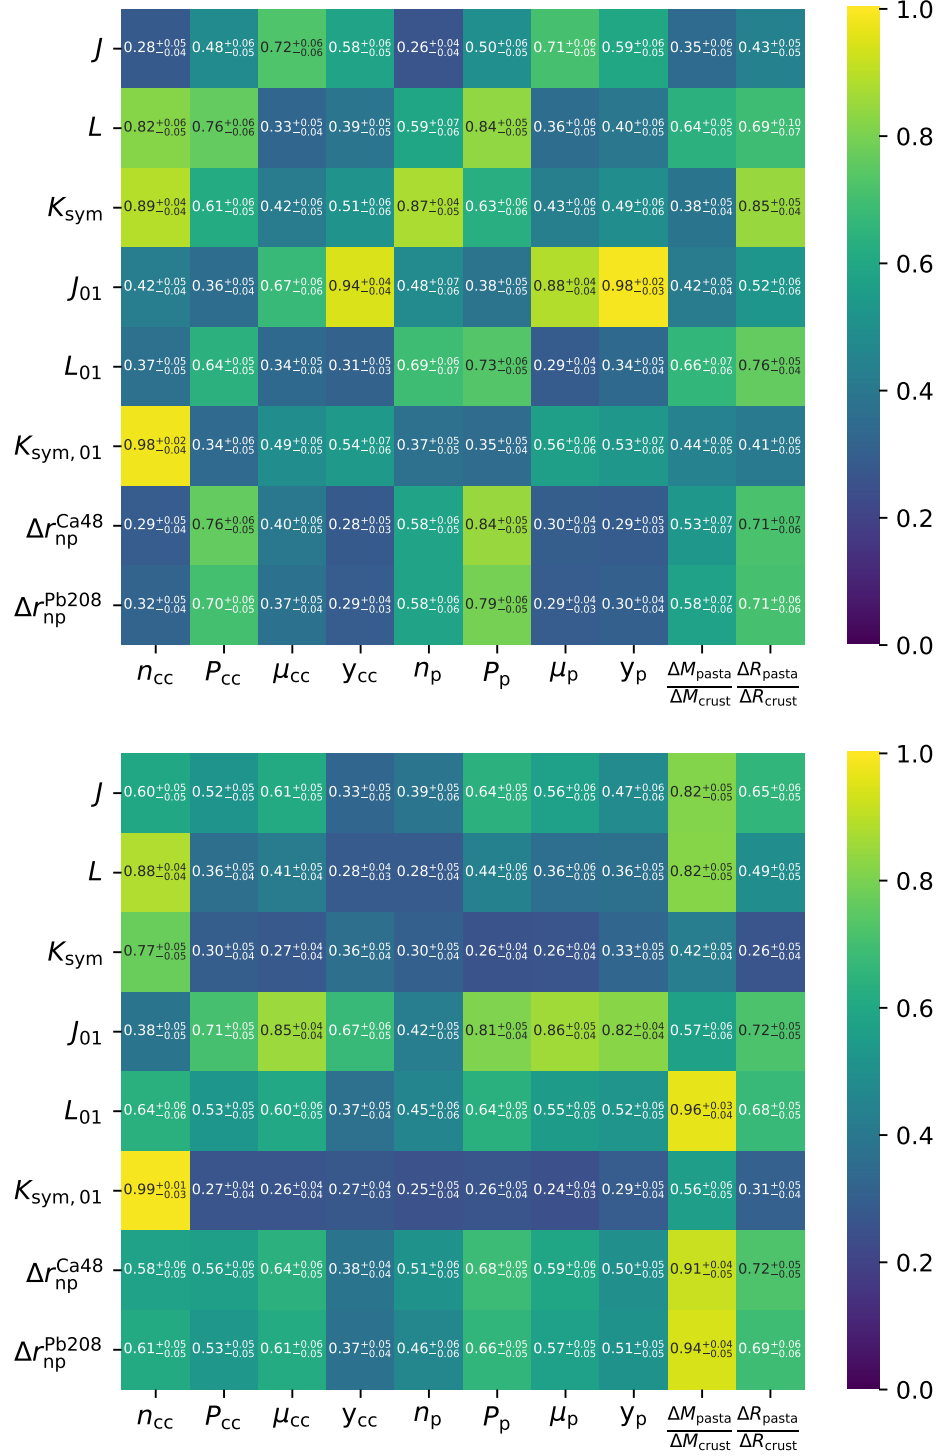 J 0.28+0.05−0.04 0.48+0.06−0.05 0.72+0.06−0.06 0.58+0.06−0.05 0.26+0.04−0.04 0.50+0.06−0.05 0.71+0.06−0.05 0.59+0.06−0.05 0.35+0.06−0.05 0.43+0.05−0.05 1.0
L 0.82+0.06−0.05 0.76+0.06−0.06 0.33+0.05−0.04 0.39+0.05−0.05 0.59+0.07−0.06 0.84+0.05−0.05 0.36+0.06−0.05 0.40+0.06−0.06 0.64+0.05−0.05 0.69+0.10−0.07 0.8
Ksym 0.89+0.04−0.04 0.61+0.06−0.05 0.42+0.06−0.05 0.51+0.06−0.06 0.87+0.04−0.05 0.63+0.06−0.06 0.43+0.06−0.05 0.49+0.06−0.06 0.38+0.05−0.04 0.85+0.05−0.04 0.6
J01 0.42+0.05−0.04 0.36+0.05−0.04 0.67+0.06−0.06 0.94+0.04−0.04 0.48+0.07−0.06 0.38+0.05−0.05 0.88+0.04−0.04 0.98+0.02−0.03 0.42+0.05−0.04 0.52+0.06−0.06
L01 0.37+0.05−0.05 0.64+0.05−0.05 0.34+0.05−0.04 0.31+0.05−0.03 0.69+0.06−0.07 0.73+0.06−0.05 0.29+0.04−0.03 0.34+0.05−0.04 0.66+0.07−0.06 0.76+0.05−0.04 0.4
Ksym, 01 0.98+0.02−0.04 0.34+0.06−0.05 0.49+0.06−0.05 0.54+0.07−0.06 0.37+0.05−0.05 0.35+0.05−0.04 0.56+0.06−0.06 0.53+0.07−0.06 0.44+0.06−0.05 0.41+0.06−0.05
ΔrnpCa48 0.29+0.05−0.04 0.76+0.06−0.05 0.40+0.06−0.05 0.28+0.05−0.03 0.58+0.06−0.05 0.84+0.05−0.05 0.30+0.04−0.03 0.29+0.05−0.03 0.53+0.07−0.07 0.71+0.07−0.06 0.2
ΔrnpPb208 0.32+0.05−0.04 0.70+0.06−0.05 0.37+0.05−0.04 0.29+0.04−0.03 0.58+0.06−0.06 0.79+0.06−0.05 0.29+0.04−0.03 0.30+0.04−0.04 0.58+0.07−0.06 0.71+0.06−0.06 0.0
ncc Pcc μcc ycc np Pp μp yp ΔMpasta/ΔMcrust ΔRpasta/ΔRcrust
J 0.60+0.05−0.05 0.52+0.05−0.05 0.61+0.05−0.05 0.33+0.05−0.05 0.39+0.05−0.06 0.64+0.05−0.05 0.56+0.06−0.05 0.47+0.06−0.06 0.82+0.05−0.05 0.65+0.06−0.05 1.0
L 0.88+0.04−0.04 0.36+0.05−0.04 0.41+0.05−0.04 0.28+0.04−0.03 0.28+0.05−0.04 0.44+0.06−0.05 0.36+0.06−0.05 0.36+0.05−0.05 0.82+0.05−0.05 0.49+0.05−0.05 0.8
Ksym 0.77+0.05−0.05 0.30+0.05−0.04 0.27+0.04−0.04 0.36+0.05−0.04 0.30+0.05−0.04 0.26+0.04−0.04 0.26+0.04−0.04 0.33+0.05−0.05 0.42+0.05−0.04 0.26+0.05−0.04
J01 0.38+0.05−0.05 0.71+0.05−0.05 0.85+0.04−0.04 0.67+0.06−0.05 0.42+0.05−0.05 0.81+0.05−0.04 0.86+0.05−0.04 0.82+0.04−0.04 0.57+0.06−0.06 0.72+0.05−0.05 0.6
L01 0.64+0.06−0.06 0.53+0.05−0.05 0.60+0.06−0.05 0.37+0.05−0.04 0.45+0.06−0.06 0.64+0.05−0.05 0.55+0.05−0.05 0.52+0.06−0.05 0.96+0.03−0.04 0.68+0.05−0.05 0.4
Ksym, 01 0.99+0.01−0.03 0.27+0.04−0.04 0.26+0.04−0.04 0.27+0.04−0.03 0.25+0.05−0.04 0.26+0.05−0.04 0.24+0.04−0.03 0.29+0.05−0.04 0.56+0.06−0.05 0.31+0.05−0.04
ΔrnpCa48 0.58+0.06−0.05 0.56+0.06−0.05 0.64+0.06−0.05 0.38+0.04−0.04 0.51+0.06−0.06 0.68+0.05−0.05 0.59+0.06−0.05 0.50+0.05−0.05 0.91+0.04−0.05 0.72+0.05−0.05 0.2
ΔrnpPb208 0.61+0.05−0.05 0.53+0.05−0.05 0.61+0.06−0.05 0.37+0.05−0.04 0.46+0.06−0.06 0.66+0.05−0.05 0.57+0.05−0.05 0.51+0.06−0.05 0.94+0.04−0.05 0.69+0.06−0.06 0.0
ncc Pcc μcc ycc np Pp μp yp ΔMpasta/ΔMcrust ΔRpasta/ΔRcrust